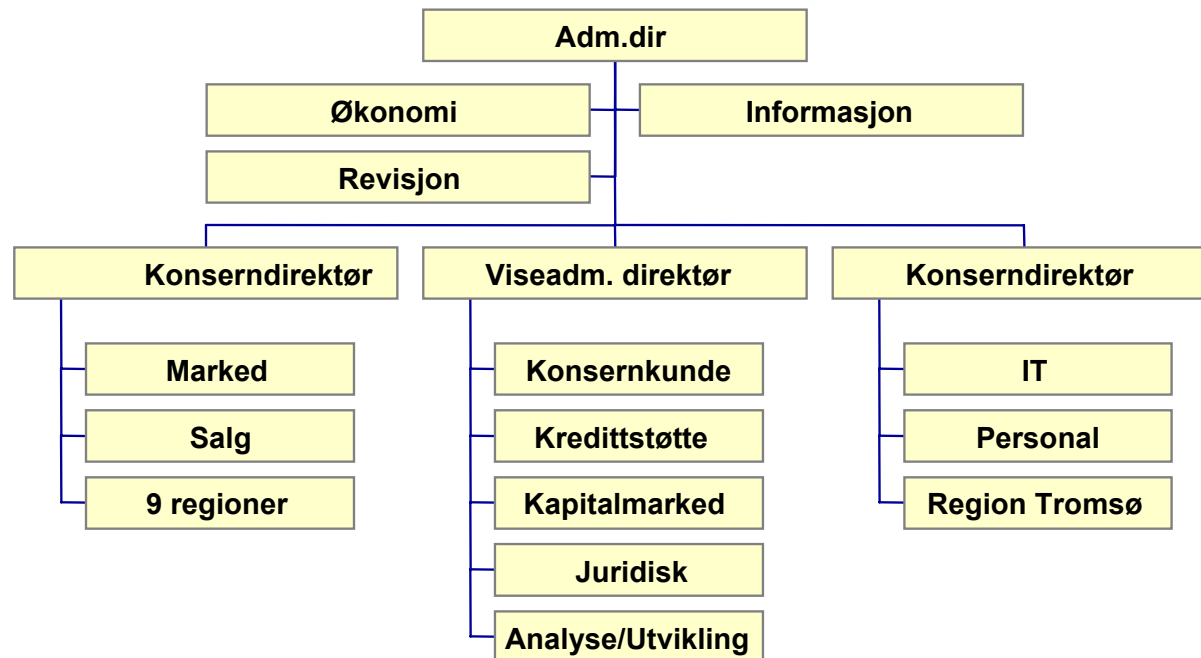 Adm.dir
Økonomi
Informasjon
Revisjon
Konserndirektør
Viseadm. direktør
Konserndirektør
Marked
Salg
9 regioner
Konsernkunde
Kredittstøtte
Kapitalmarked
Juridisk
Analyse/Utvikling
IT
Personal
Region Tromsø